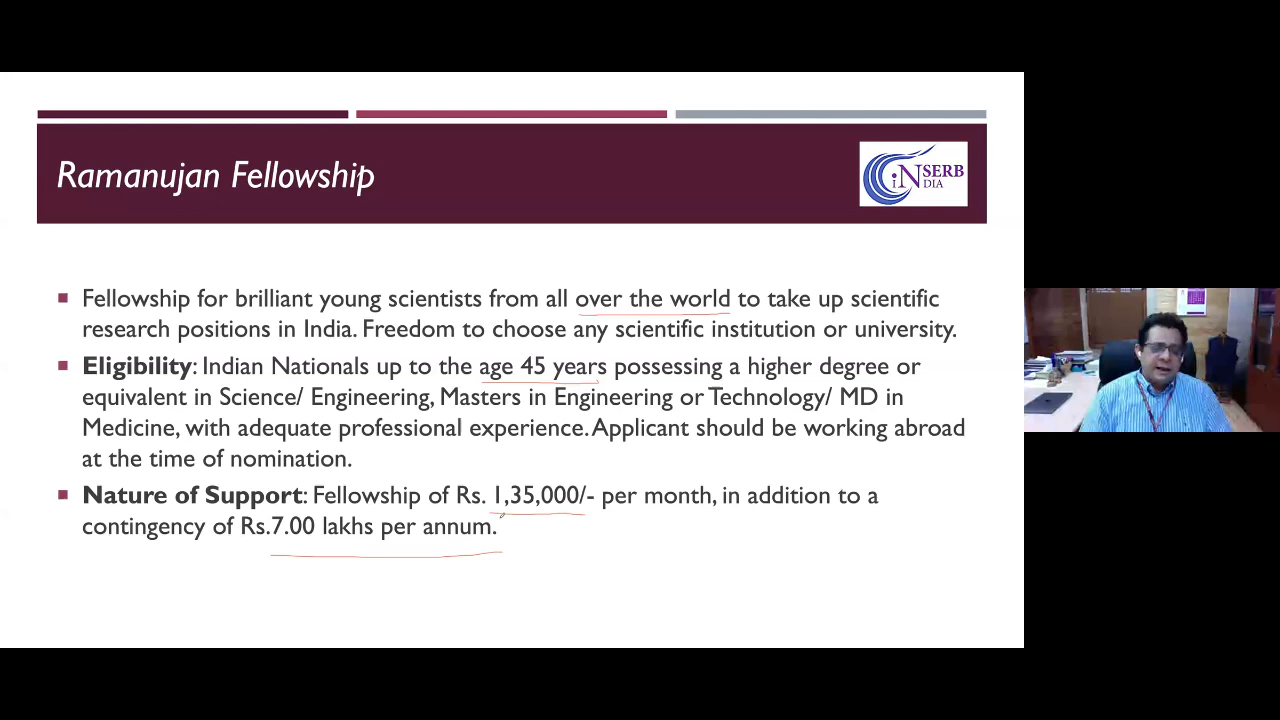 Ramanujan Fellowship
iNSERB
DIA
Fellowship for brilliant young scientists from all over the world to take up scientific
research positions in India. Freedom to choose any scientific institution or university.
Eligibility: Indian Nationals up to the age 45 years possessing a higher degree or
equivalent in Science/ Engineering, Masters in Engineering or Technology/ MD in
Medicine, with adequate professional experience. Applicant should be working abroad
at the time of nomination.
Nature of Support: Fellowship of Rs. 1,35,000/- per month, in addition to a
contingency of Rs.7.00 lakhs per annum.